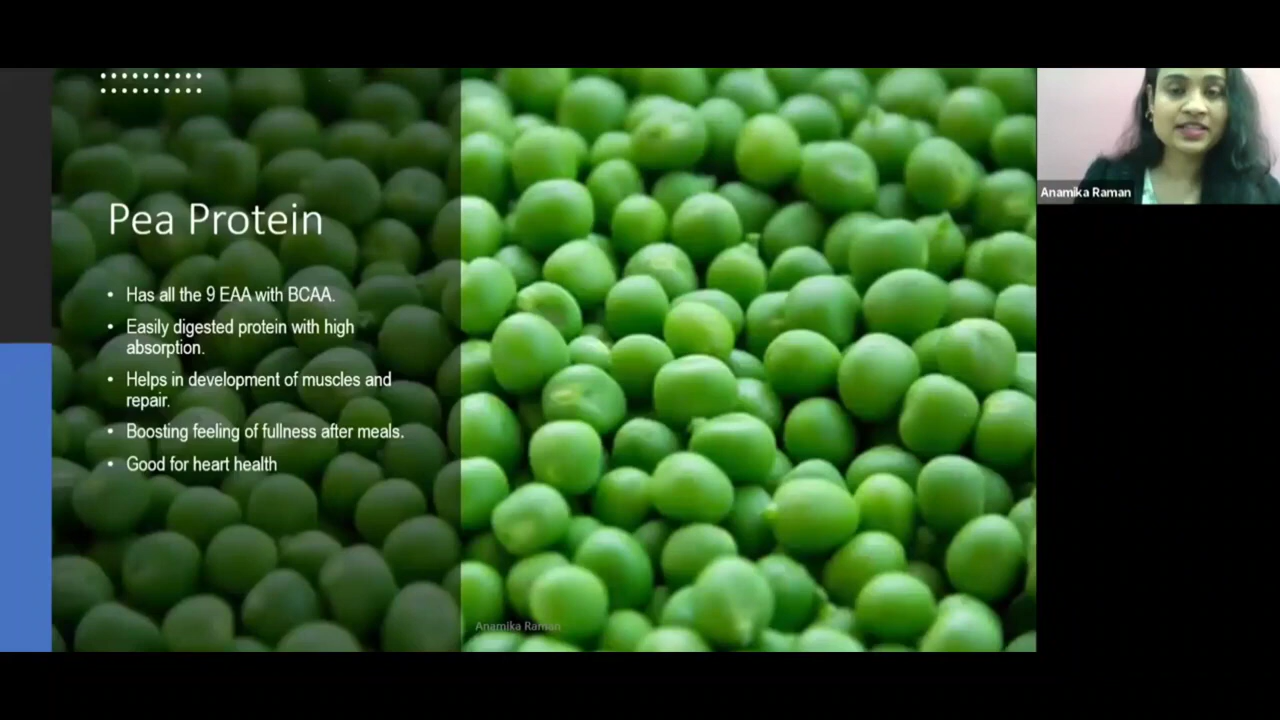 Pea Protein
• Has all the 9 EAA with BCAA.
• Easily digested protein with high
absorption.
• Helps in development of muscles and
repair.
• Boosting feeling of fullness after meals.
• Good for heart health
Anamika Raman
Anamika Raman